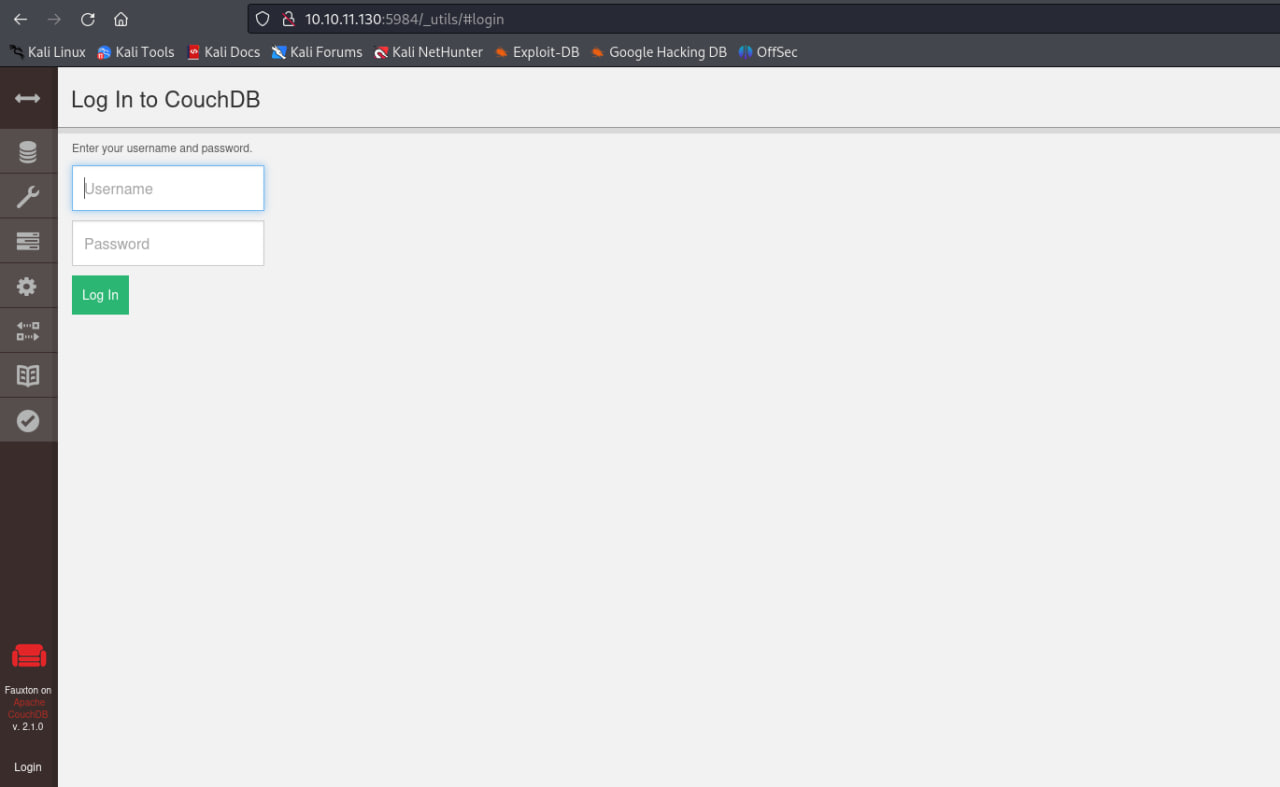 10.10.11.130:5984/_utils/#login
Kali Linux Kali Tools Kali Docs Kali Forums Kali NetHunter Exploit-DB Google Hacking DB OffSec
Log In to CouchDB
Enter your username and password.
Username
Password
Log In
Fauxton on
Apache
CouchDB
v. 2.1.0
Login